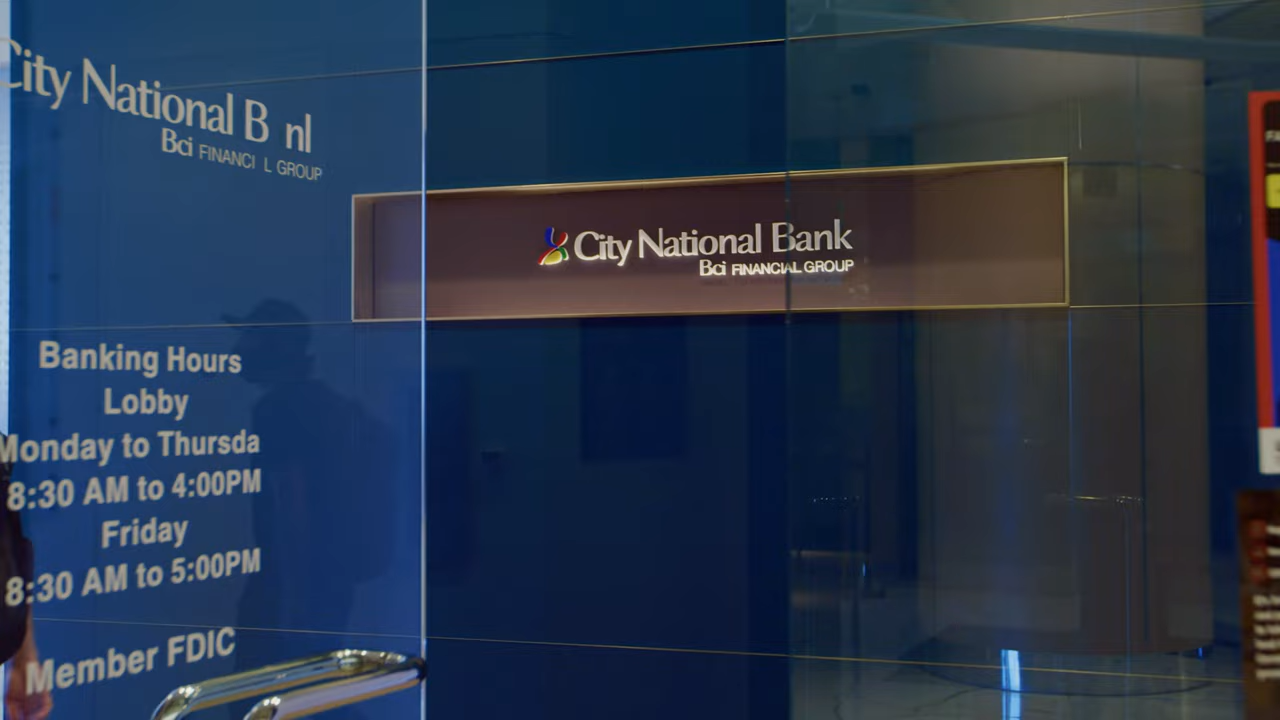 City National B nl
Bci FINANCI L GROUP
City National Bank
Bci FINANCIAL GROUP
Banking Hours
Lobby
Monday to Thursda
8:30 AM to 4:00PM
Friday
8:30 AM to 5:00PM
Member FDIC